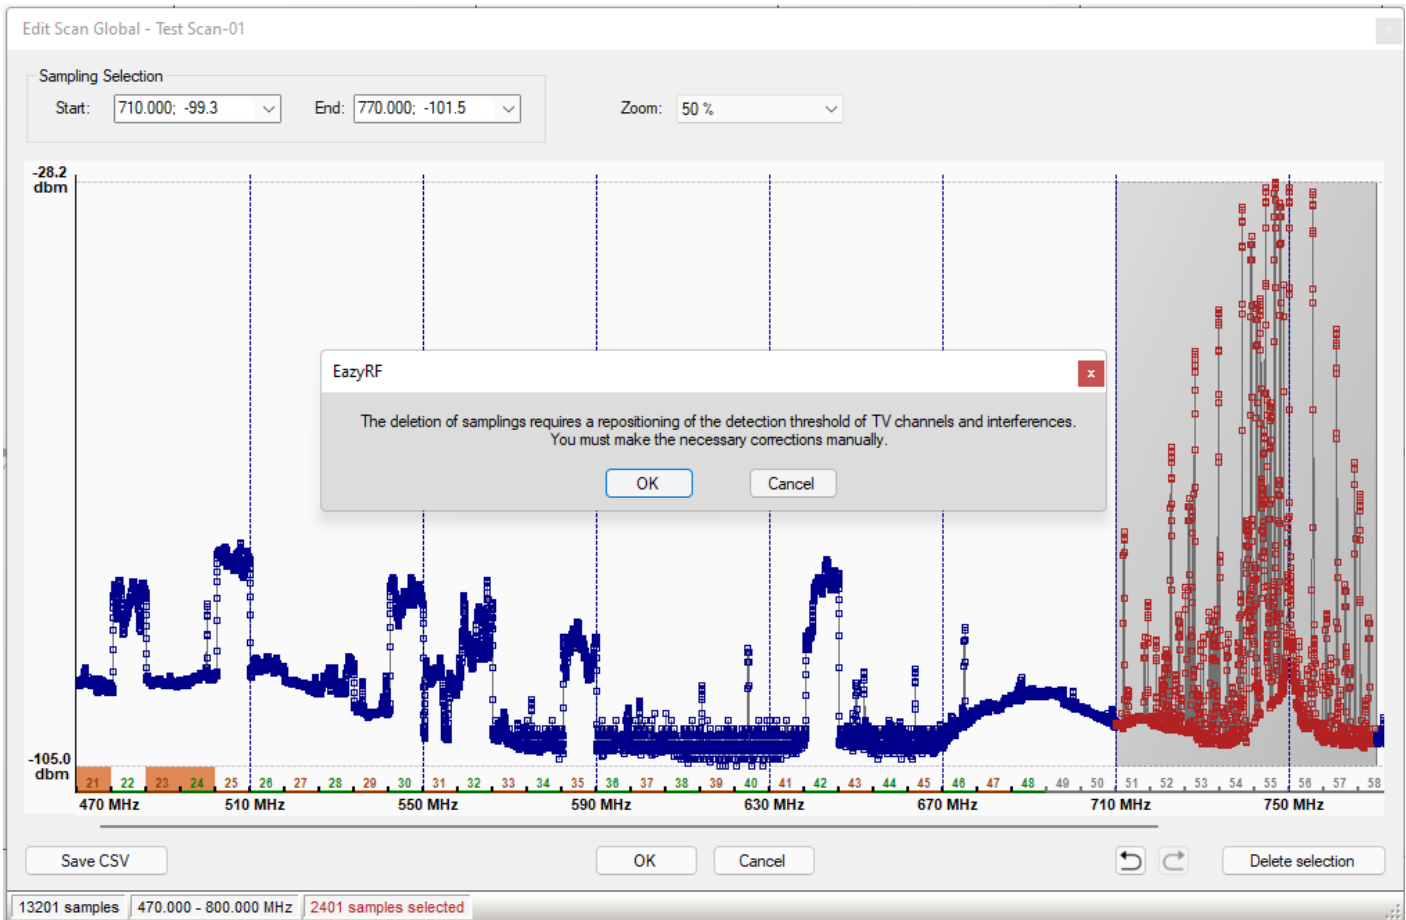 Edit Scan Global - Test Scan-01
x
Sampling Selection
Start: 710.000; -99.3 End: 770.000; -101.5 Zoom: 50 %
-28.2
dbm
EazyRF
x
The deletion of samplings requires a repositioning of the detection threshold of TV channels and interferences.
You must make the necessary corrections manually.
OK Cancel
-105.0
dbm
21 22 23 24 25 26 27 28 29 30 31 32 33 34 35 36 37 38 39 40 41 42 43 44 45 46 47 48 49 50 51 52 53 54 55 56 57 58
470 MHz 510 MHz 550 MHz 590 MHz 630 MHz 670 MHz 710 MHz 750 MHz
Save CSV OK Cancel Delete selection
13201 samples 470.000 - 800.000 MHz 2401 samples selected